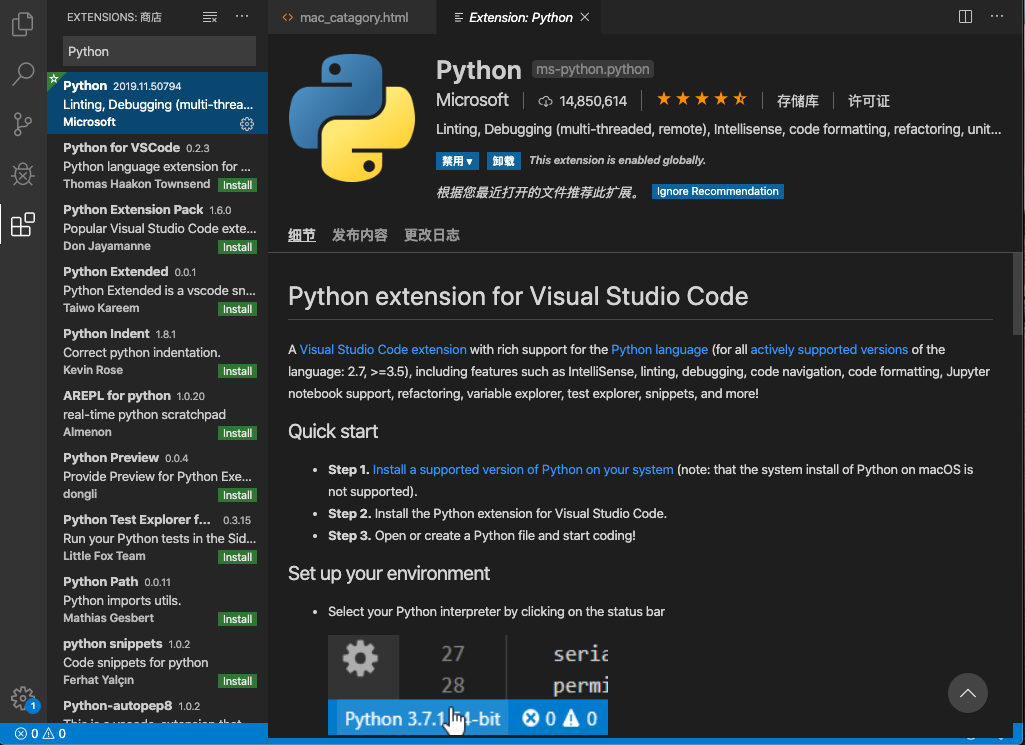 EXTENSIONS: 商店
Python
Python 2019.11.50794
Linting, Debugging (multi-threa...
Microsoft
Python for VSCode 0.2.3
Python language extension for ...
Thomas Haakon Townsend Install
Python Extension Pack 1.6.0
Popular Visual Studio Code exte...
Don Jayamanne Install
Python Extended 0.0.1
Python Extended is a vscode sn...
Taiwo Kareem Install
Python Indent 1.8.1
Correct python indentation.
Kevin Rose Install
AREPL for python 1.0.20
real-time python scratchpad
Almenon Install
Python Preview 0.0.4
Provide Preview for Python Exe...
dongli Install
Python Test Explorer f... 0.3.15
Run your Python tests in the Sid...
Little Fox Team Install
Python Path 0.0.11
Python imports utils.
Mathias Gesbert Install
python snippets 1.0.2
Code snippets for python
Ferhat Yalçın Install
Python-autopep8 1.0.2
This is a vscode extension that
1
0 0
mac_catagory.html Extension: Python
Python ms-python.python
Microsoft 14,850,614 存储库 许可证
Linting, Debugging (multi-threaded, remote), Intellisense, code formatting, refactoring, unit...
禁用 卸载 This extension is enabled globally.
根据您最近打开的文件推荐此扩展。 Ignore Recommendation
细节 发布内容 更改日志
Python extension for Visual Studio Code
A Visual Studio Code extension with rich support for the Python language (for all actively supported versions of the
language: 2.7, >=3.5), including features such as IntelliSense, linting, debugging, code navigation, code formatting, Jupyter
notebook support, refactoring, variable explorer, test explorer, snippets, and more!
Quick start
• Step 1. Install a supported version of Python on your system (note: that the system install of Python on macOS is
not supported).
• Step 2. Install the Python extension for Visual Studio Code.
• Step 3. Open or create a Python file and start coding!
Set up your environment
• Select your Python interpreter by clicking on the status bar
27 seria
28 permi
Python 3.7.1 4-bit 0 0